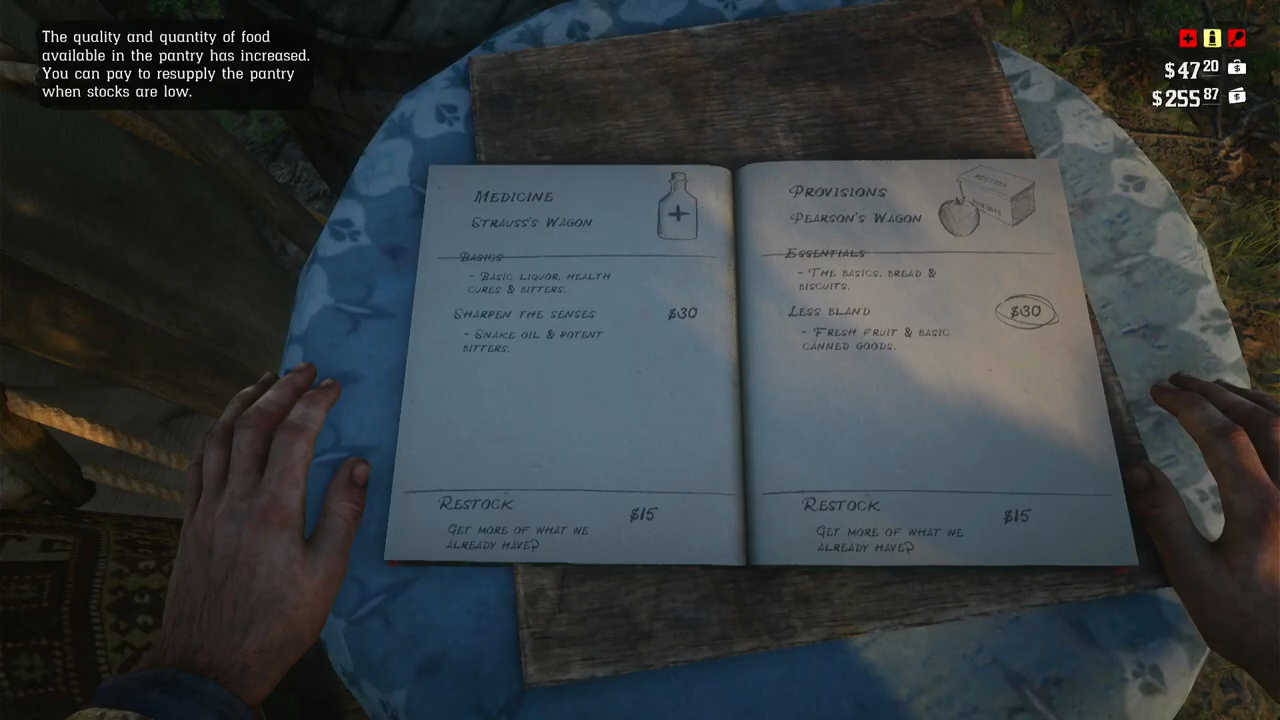 The quality and quantity of food
available in the pantry has increased.
You can pay to resupply the pantry
when stocks are low.
$47 20
$255 87
Medicine
Strauss's Wagon
Basics
- Basic liquor, health
cures & bitters.
Sharpen the senses $30
- Snake oil & potent
bitters.
Restock $15
Get more of what we
already have?
Provisions
Pearson's Wagon
Essentials
- The basics, bread &
biscuits.
Less bland $30
- Fresh fruit & basic
canned goods.
Restock $15
Get more of what we
already have?